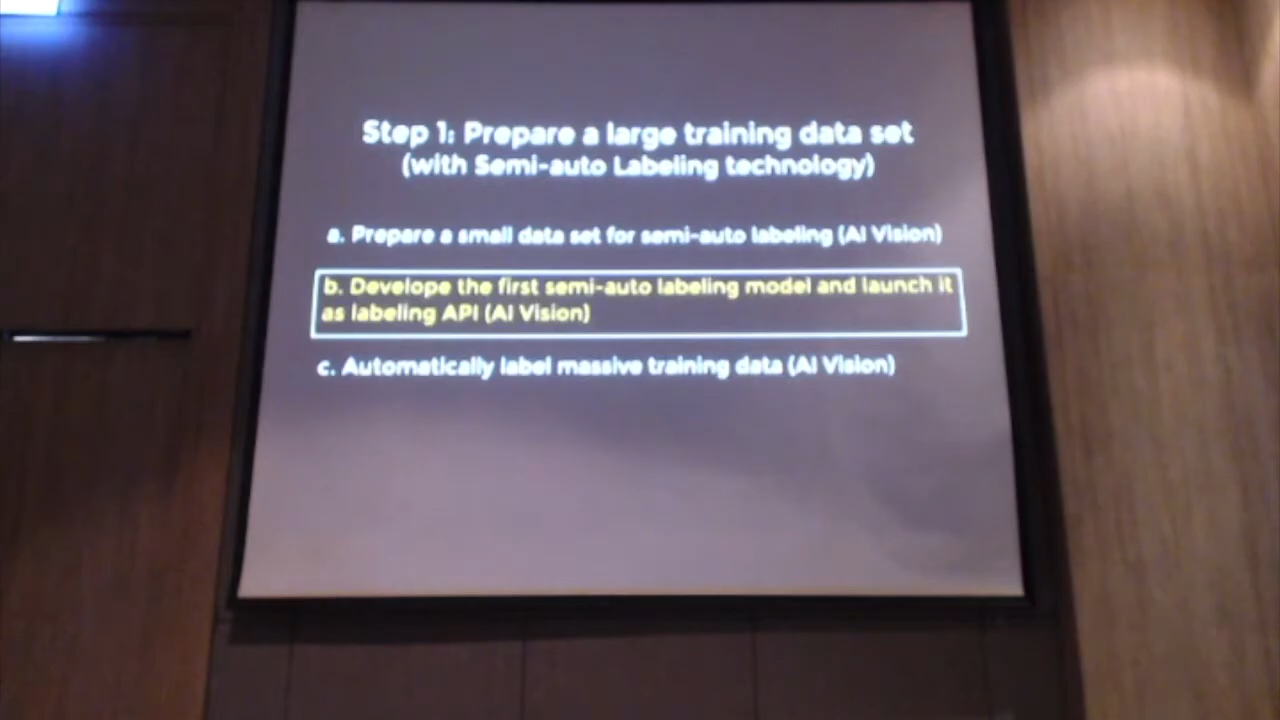 Step 1: Prepare a large training data set
(with Semi-auto Labeling technology)
a. Prepare a small data set for semi-auto labeling (AI Vision)
b. Develope the first semi-auto labeling model and launch it
as labeling API (AI Vision)
c. Automatically label massive training data (AI Vision)